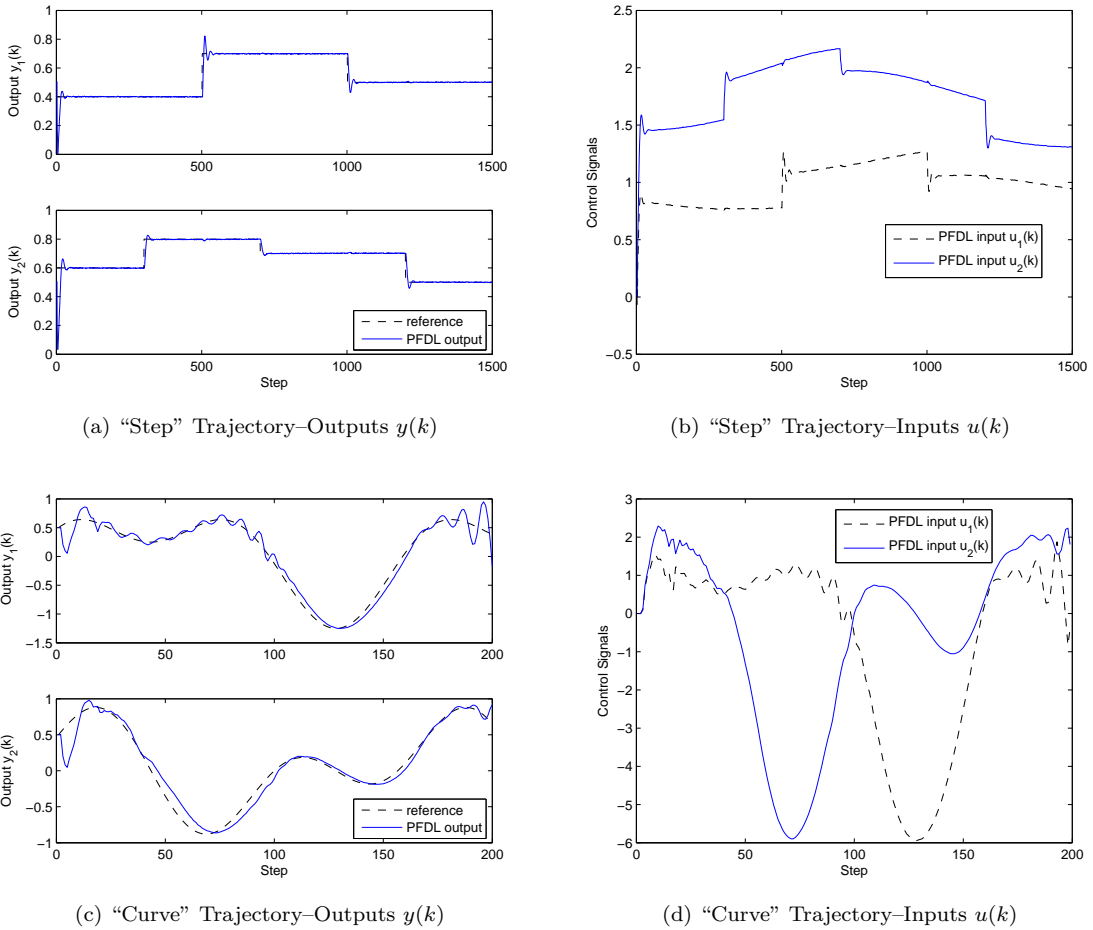 1
0.8
0.6
0.4
0.2
0
Output y1(k)
0 500 1000 1500
1
0.8
0.6
0.4
0.2
0
Output y2(k)
reference
PFDL output
0 500 1000 1500
Step
(a) “Step” Trajectory–Outputs y(k)
2.5
2
1.5
1
0.5
0
−0.5
Control Signals
PFDL input u1(k)
PFDL input u2(k)
0 500 1000 1500
Step
(b) “Step” Trajectory–Inputs u(k)
1
0.5
0
−0.5
−1
−1.5
Output y1(k)
0 50 100 150 200
1
0.5
0
−0.5
−1
Output y2(k)
reference
PFDL output
0 50 100 150 200
Step
(c) “Curve” Trajectory–Outputs y(k)
3
2
1
0
−1
−2
−3
−4
−5
−6
Control Signals
PFDL input u1(k)
PFDL input u2(k)
0 50 100 150 200
Step
(d) “Curve” Trajectory–Inputs u(k)